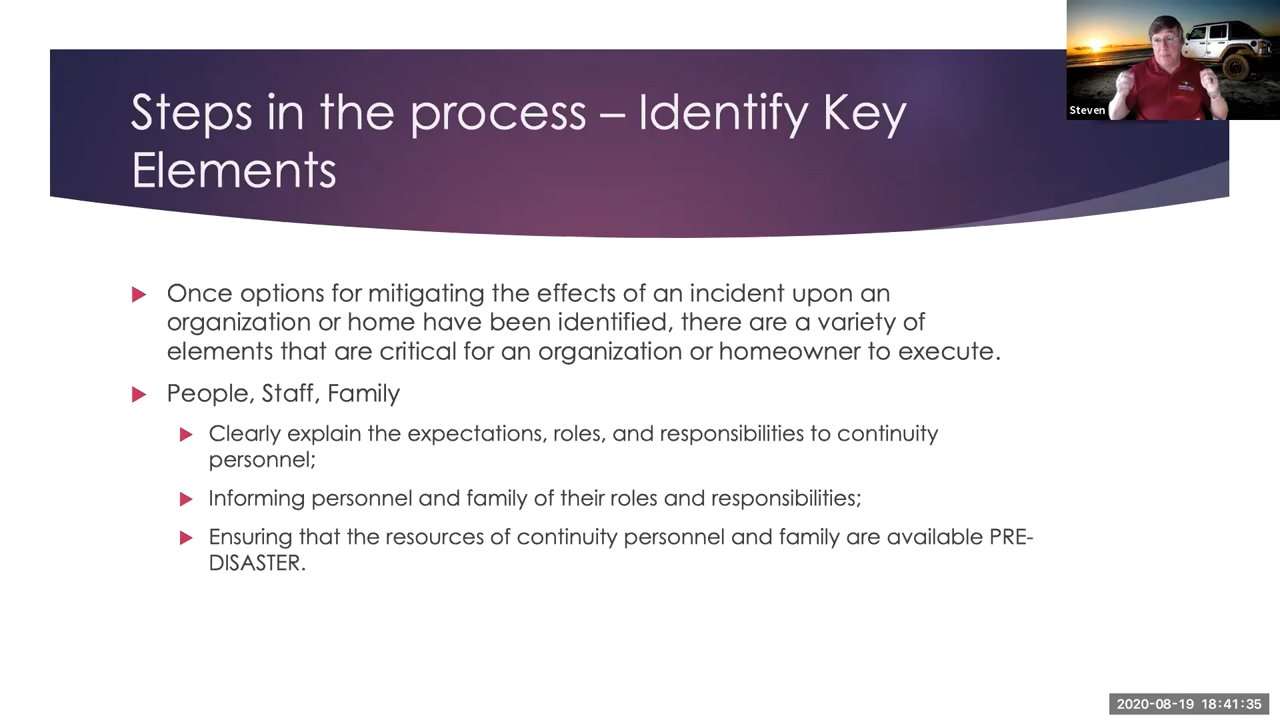 Steps in the process – Identify Key
Elements
Steven
Once options for mitigating the effects of an incident upon an
organization or home have been identified, there are a variety of
elements that are critical for an organization or homeowner to execute.
People, Staff, Family
Clearly explain the expectations, roles, and responsibilities to continuity
personnel;
Informing personnel and family of their roles and responsibilities;
Ensuring that the resources of continuity personnel and family are available PRE-
DISASTER.
2020-08-19 18:41:35